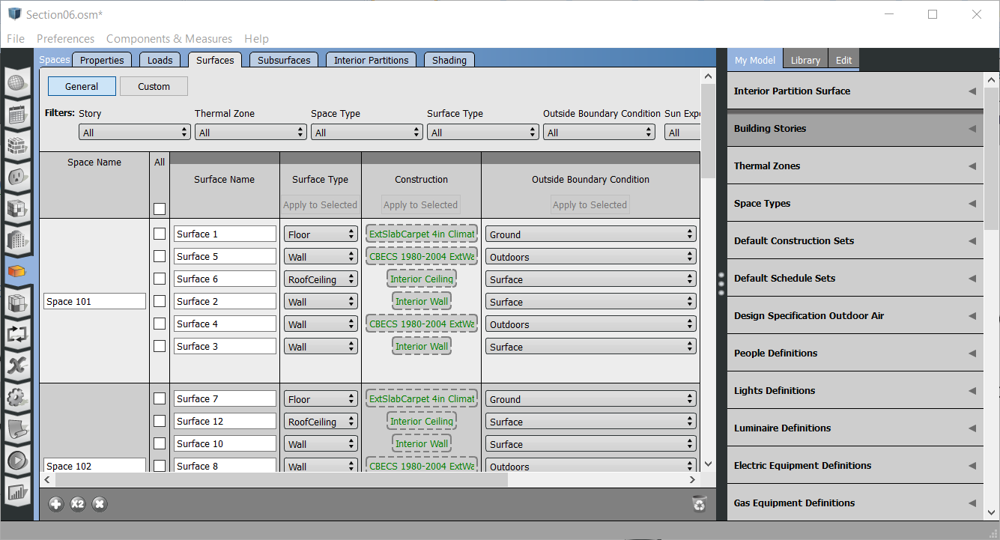 Section06.osm*
File Preferences Components & Measures Help
Spaces Properties Loads Surfaces Subsurfaces Interior Partitions Shading
General Custom
Filters: Story Thermal Zone Space Type Surface Type Outside Boundary Condition Sun Expo
All All All All All All
Space Name All Surface Name Surface Type Construction Outside Boundary Condition
Apply to Selected Apply to Selected Apply to Selected
Surface 1 Floor ExtSlabCarpet 4in Climat Ground
Surface 5 Wall CBECS 1980-2004 ExtWa Outdoors
Surface 6 RoofCeiling Interior Ceiling Surface
Space 101 Surface 2 Wall Interior Wall Surface
Surface 4 Wall CBECS 1980-2004 ExtWa Outdoors
Surface 3 Wall Interior Wall Surface
Surface 7 Floor ExtSlabCarpet 4in Climat Ground
Surface 12 RoofCeiling Interior Ceiling Surface
Surface 10 Wall Interior Wall Surface
Space 102 Surface 8 Wall CBECS 1980-2004 ExtWa Outdoors
X2
My Model Library Edit
Interior Partition Surface
Building Stories
Thermal Zones
Space Types
Default Construction Sets
Default Schedule Sets
Design Specification Outdoor Air
People Definitions
Lights Definitions
Luminaire Definitions
Electric Equipment Definitions
Gas Equipment Definitions